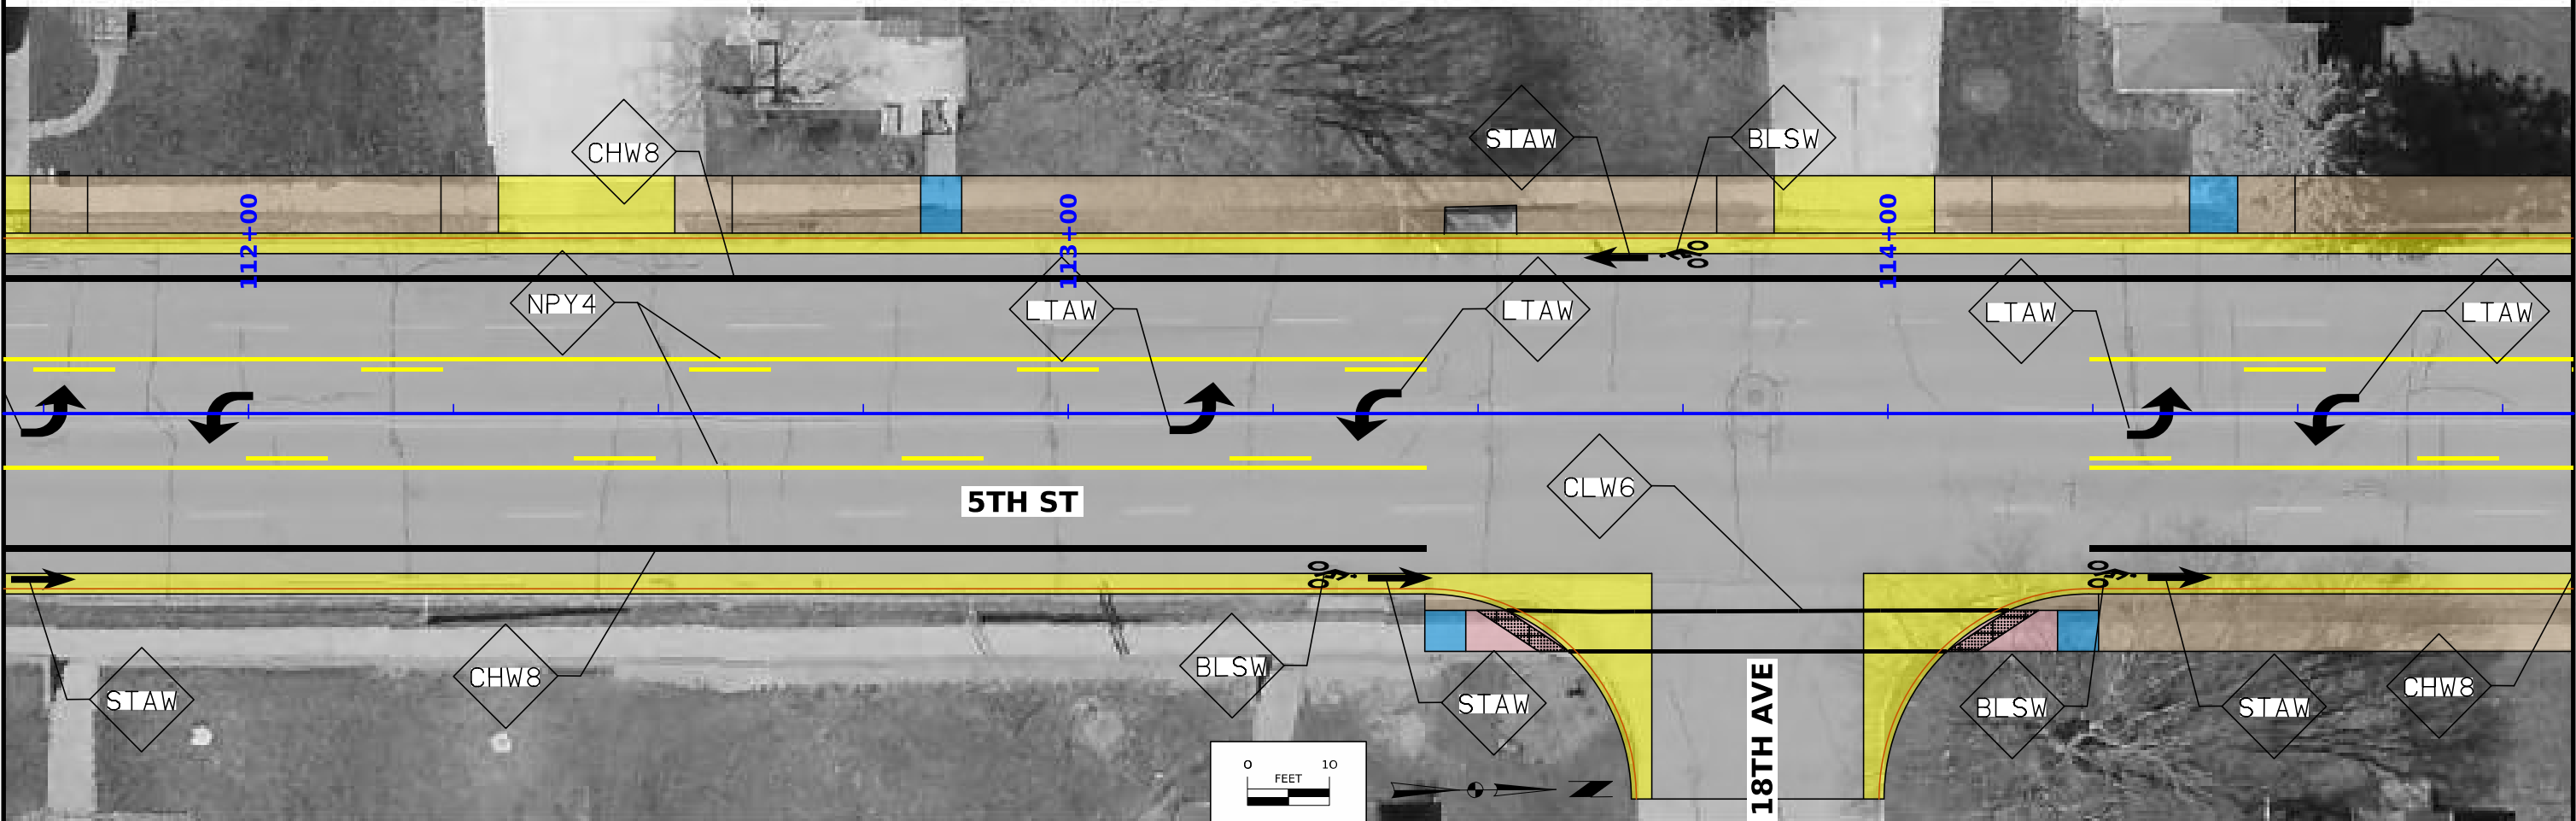 STAW
BLSW
CHW8
112+00
113+00
114+00
NPY4
LTAW
LTAW
LTAW
LTAW
CLW6
5TH ST
BLSW
CHW8
STAW
STAW
BLSW
STAW
CHW8
18TH AVE
0 10
FEET